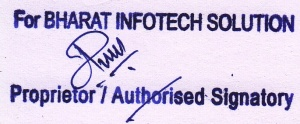 For BHARAT INFOTECH SOLUTION
Proprietor / Authorised Signatory